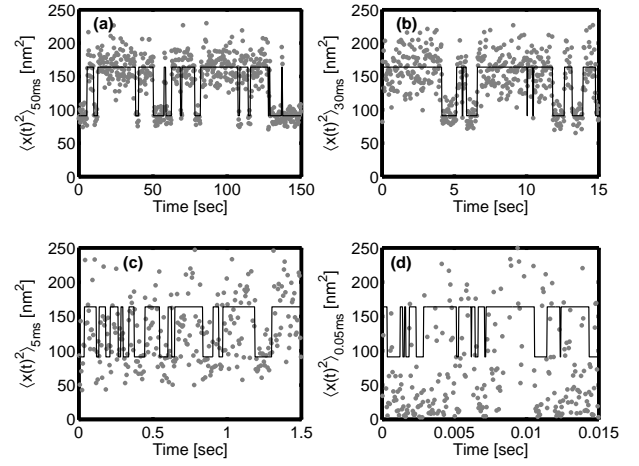 (a)
250
200
150
100
50
0
⟨x(t)²⟩50ms [nm²]
0 50 100 150
Time [sec]
(b)
250
200
150
100
50
0
⟨x(t)²⟩30ms [nm²]
0 5 10 15
Time [sec]
(c)
250
200
150
100
50
0
⟨x(t)²⟩5ms [nm²]
0 0.5 1 1.5
Time [sec]
(d)
250
200
150
100
50
0
⟨x(t)²⟩0.05ms [nm²]
0 0.005 0.01 0.015
Time [sec]